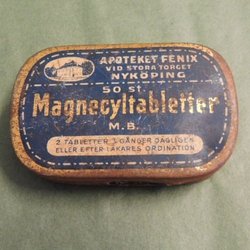 APOTEKET FENIX
VID STORA TORGET
NYKÖPING
50 st.
Magnecyltabletter
M.B.
2 TABLETTER 3 GÅNGER DAGLIGEN
ELLER EFTER LÄKARES ORDINATION